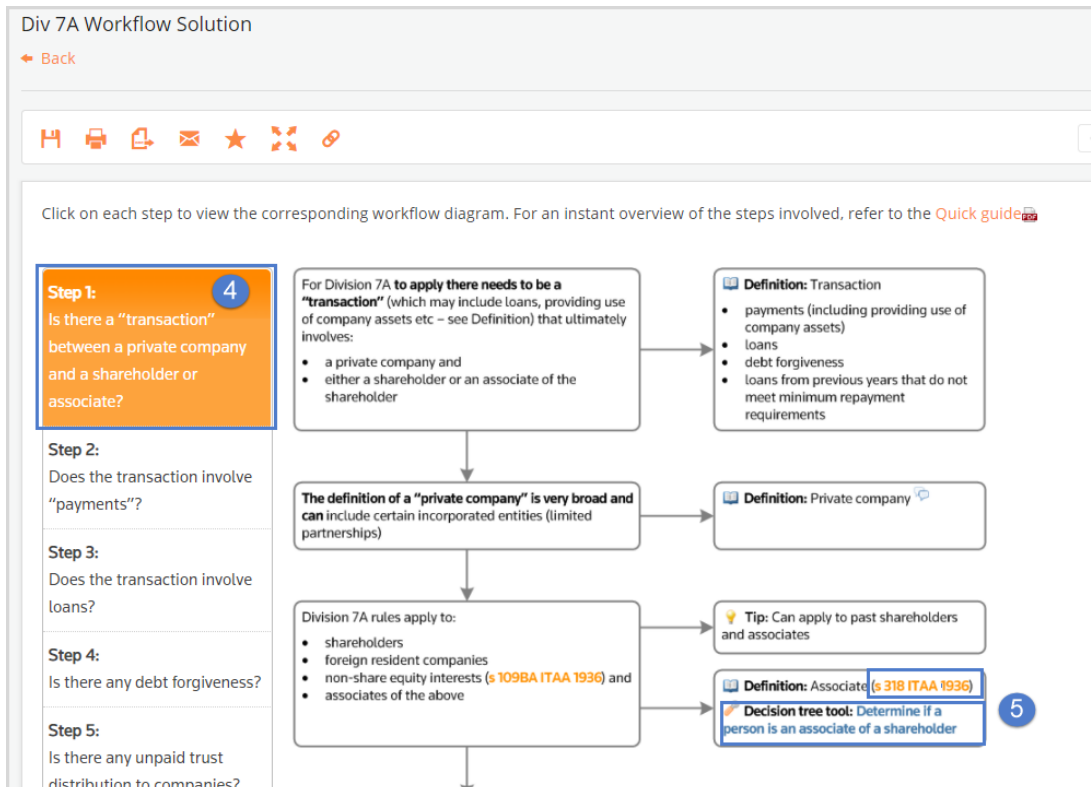 Div 7A Workflow Solution
Back
Click on each step to view the corresponding workflow diagram. For an instant overview of the steps involved, refer to the Quick guide
PDF
Step 1:
4
Is there a “transaction”
between a private company
and a shareholder or
associate?
Step 2:
Does the transaction involve
“payments”?
Step 3:
Does the transaction involve
loans?
Step 4:
Is there any debt forgiveness?
Step 5:
Is there any unpaid trust
distribution to companies?
For Division 7A to apply there needs to be a
“transaction” (which may include loans, providing use
of company assets etc – see Definition) that ultimately
involves:
• a private company and
• either a shareholder or an associate of the
shareholder
Definition: Transaction
• payments (including providing use of
company assets)
• loans
• debt forgiveness
• loans from previous years that do not
meet minimum repayment
requirements
The definition of a “private company” is very broad and
can include certain incorporated entities (limited
partnerships)
Definition: Private company
Division 7A rules apply to:
• shareholders
• foreign resident companies
• non-share equity interests (s 109BA ITAA 1936) and
• associates of the above
Tip: Can apply to past shareholders
and associates
Definition: Associate (s 318 ITAA 1936)
Decision tree tool: Determine if a
person is an associate of a shareholder
5